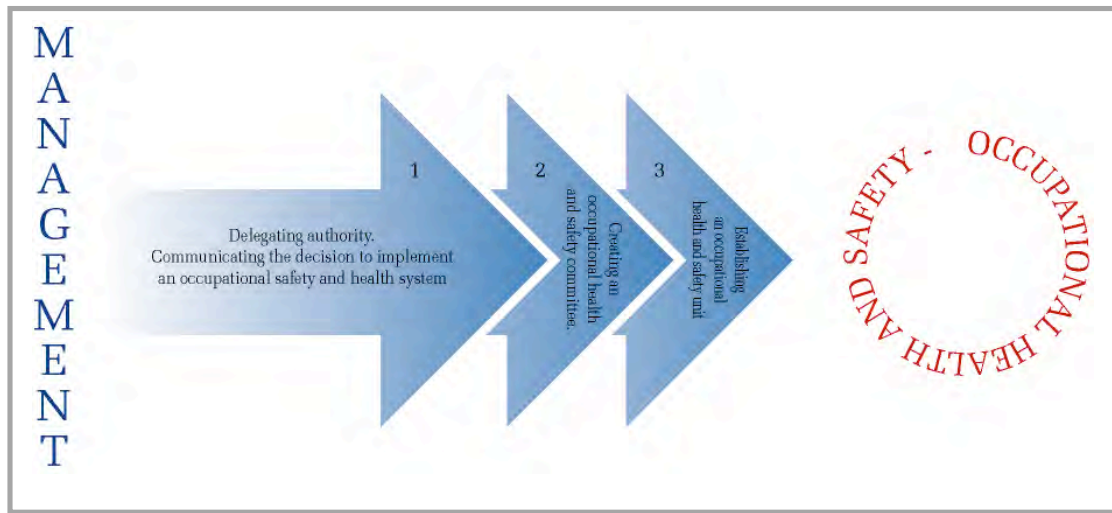 MANAGEMENT
1
Delegating authority.
Communicating the decision to implement
an occupational safety and health system
2
Creating an
occupational health
and safety committee.
3
Establishing
an occupational
health and safety unit
OCCUPATIONAL HEALTH AND SAFETY -